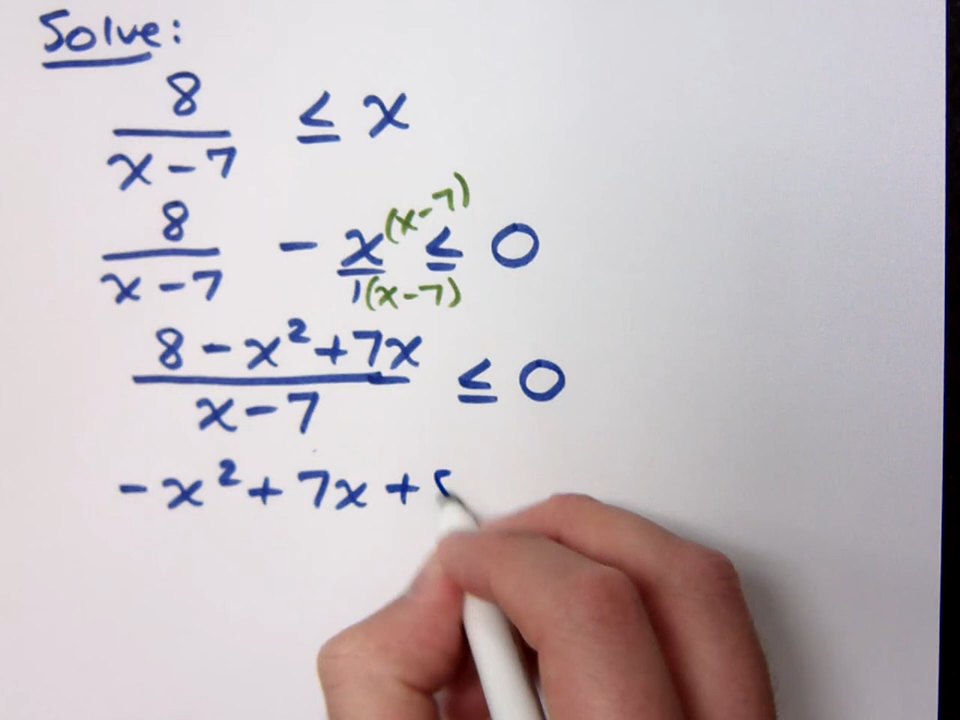 Solve:
8
x - 7
≤ x
8
x - 7
- x (x-7) ≤ 0
1 (x-7)
8 - x² + 7x
x - 7
≤ 0
- x² + 7x +